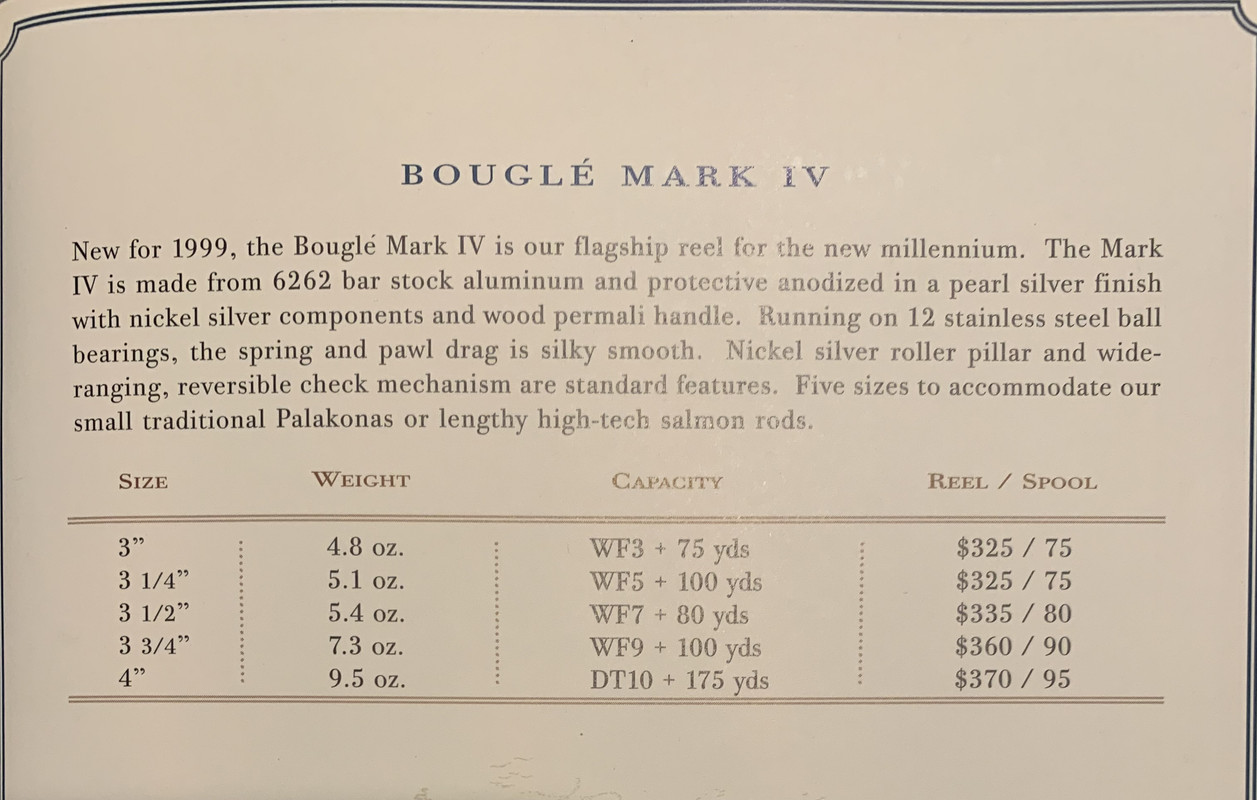 BOUGLÉ MARK IV
New for 1999, the Bouglé Mark IV is our flagship reel for the new millennium. The Mark
IV is made from 6262 bar stock aluminum and protective anodized in a pearl silver finish
with nickel silver components and wood permali handle. Running on 12 stainless steel ball
bearings, the spring and pawl drag is silky smooth. Nickel silver roller pillar and wide-
ranging, reversible check mechanism are standard features. Five sizes to accommodate our
small traditional Palakonas or lengthy high-tech salmon rods.
SIZE WEIGHT CAPACITY REEL / SPOOL
3” 4.8 oz. WF3 + 75 yds $325 / 75
3 1/4” 5.1 oz. WF5 + 100 yds $325 / 75
3 1/2” 5.4 oz. WF7 + 80 yds $335 / 80
3 3/4” 7.3 oz. WF9 + 100 yds $360 / 90
4” 9.5 oz. DT10 + 175 yds $370 / 95